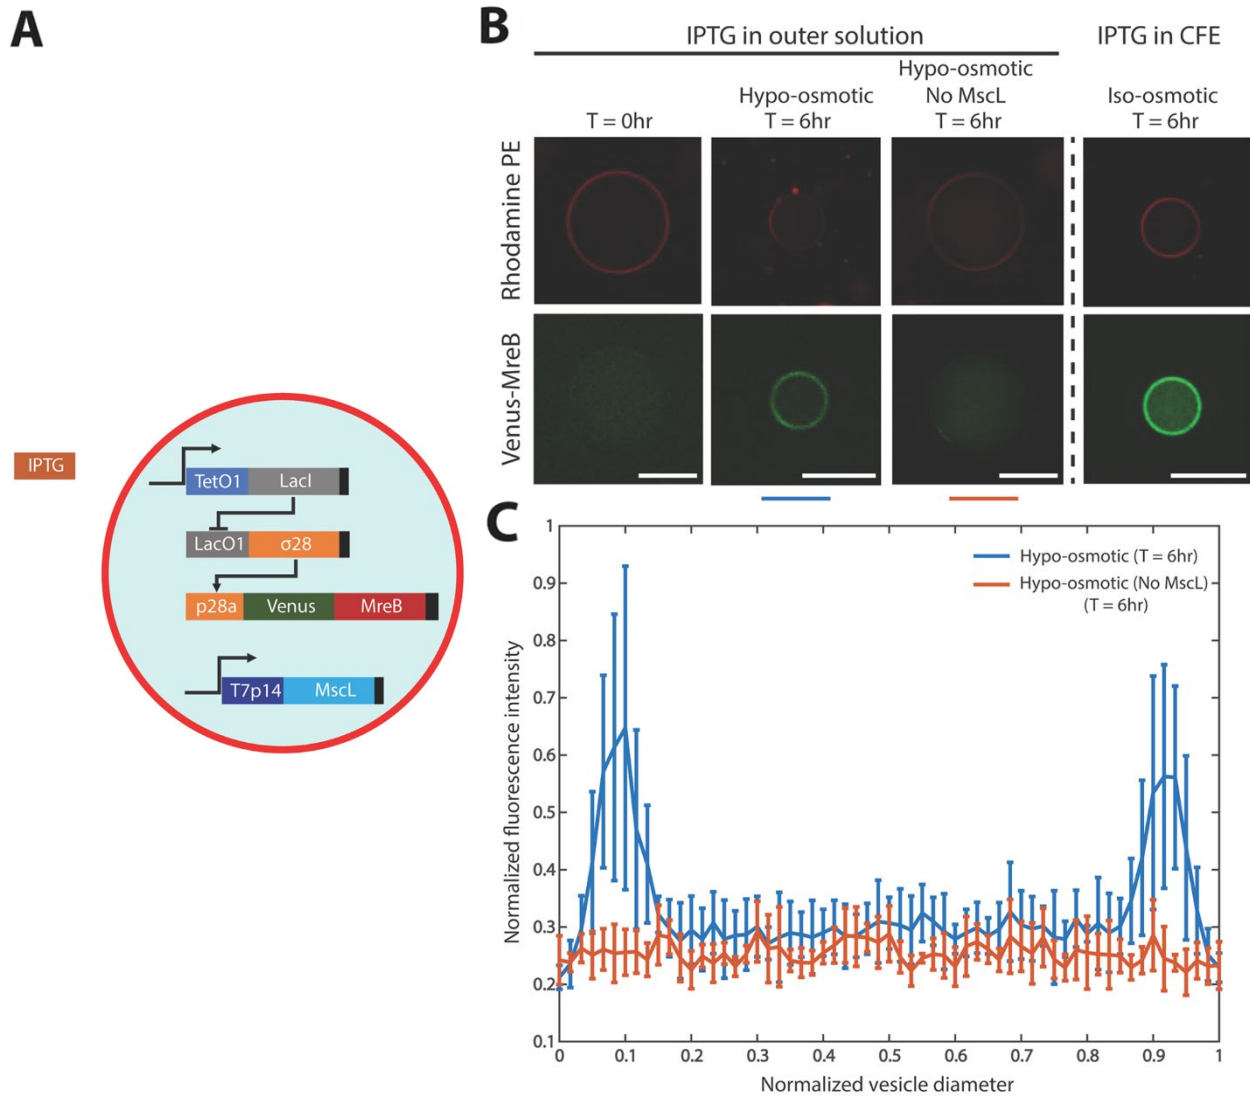 A
IPTG
TetO1 LacI
LacO1 σ28
p28a Venus MreB
T7p14 MscL
B
IPTG in outer solution
IPTG in CFE
T = 0hr
Hypo-osmotic
T = 6hr
Hypo-osmotic
No MscL
T = 6hr
Iso-osmotic
T = 6hr
Rhodamine PE
Venus-MreB
C
Hypo-osmotic (T = 6hr)
Hypo-osmotic (No MscL)
(T = 6hr)
Normalized fluorescence intensity
1
0.9
0.8
0.7
0.6
0.5
0.4
0.3
0.2
0.1
0 0.1 0.2 0.3 0.4 0.5 0.6 0.7 0.8 0.9 1
Normalized vesicle diameter